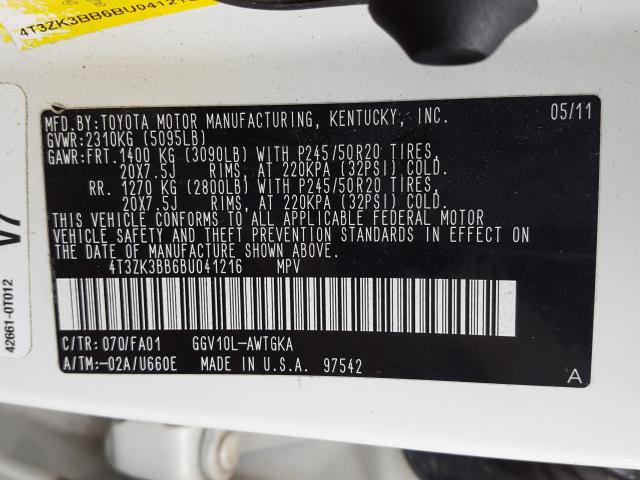 4T3ZK3BB6BU04121
MFD.BY:TOYOTA MOTOR MANUFACTURING, KENTUCKY, INC. 05/11
GVWR:2310KG (5095LB)
GAWR:FRT.1400 KG (3090LB) WITH P245/50R20 TIRES,
20X7.5J RIMS, AT 220KPA (32PSI) COLD.
RR. 1270 KG (2800LB) WITH P245/50R20 TIRES,
20X7.5J RIMS, AT 220KPA (32PSI) COLD.
THIS VEHICLE CONFORMS TO ALL APPLICABLE FEDERAL MOTOR
VEHICLE SAFETY AND THEFT PREVENTION STANDARDS IN EFFECT
ON THE DATE OF MANUFACTURE SHOWN ABOVE.
4T3ZK3BB6BU041216 MPV
C/TR:070/FA01 GGV10L-AWTGKA
A/TM:-02A/U660E MADE IN U.S.A. 97542
A
V7
42661-0T012